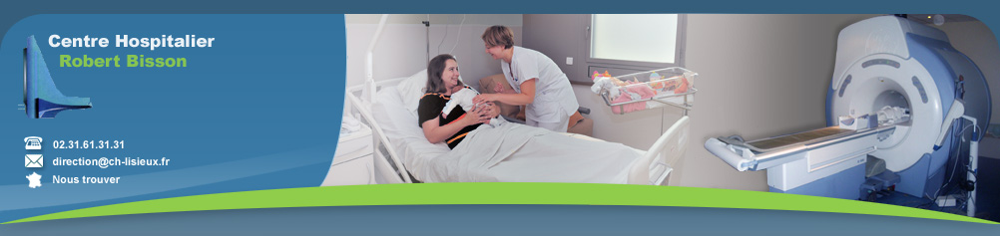 Centre Hospitalier
Robert Bisson
02.31.61.31.31
direction@ch-lisieux.fr
Nous trouver